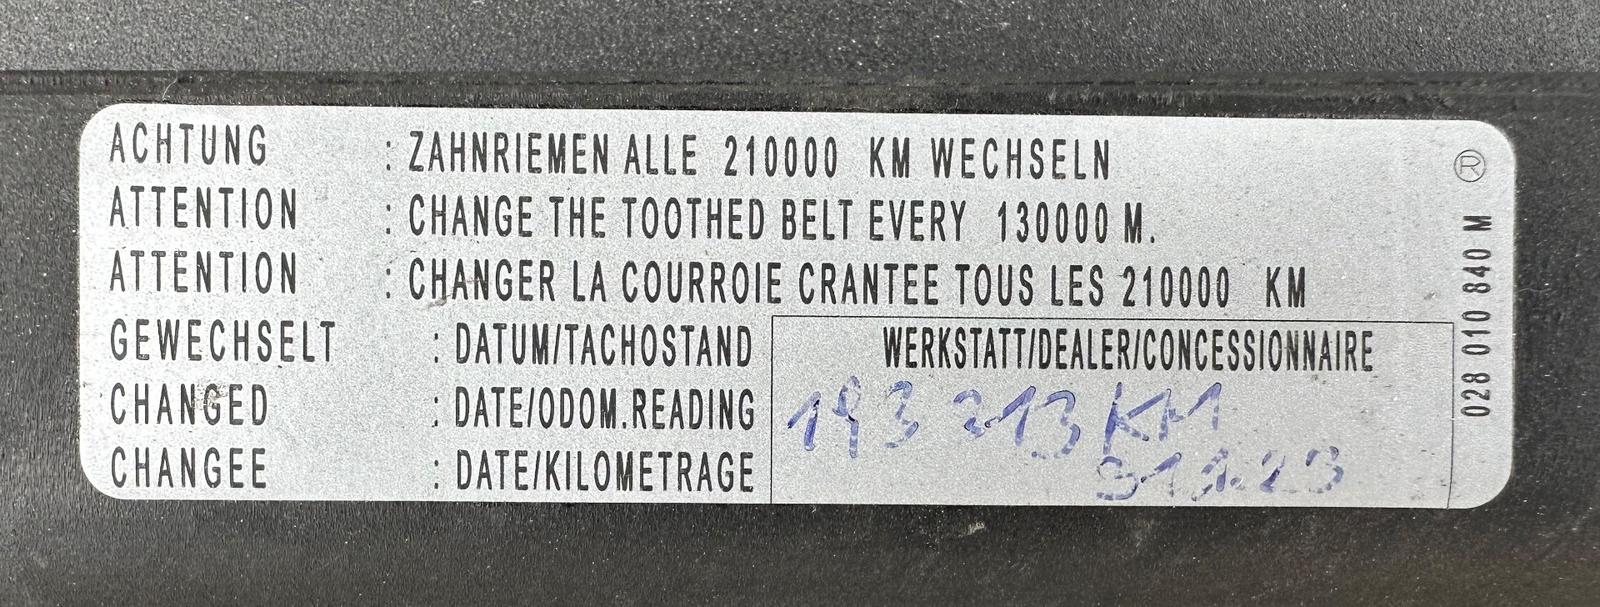 ACHTUNG : ZAHNRIEMEN ALLE 210000 KM WECHSELN
ATTENTION : CHANGE THE TOOTHED BELT EVERY 130000 M.
ATTENTION : CHANGER LA COURROIE CRANTEE TOUS LES 210000 KM
GEWECHSELT : DATUM/TACHOSTAND
CHANGED : DATE/ODOM.READING
CHANGEE : DATE/KILOMETRAGE
WERKSTATT/DEALER/CONCESSIONNAIRE
193 213 KM
®
028 010 840 M